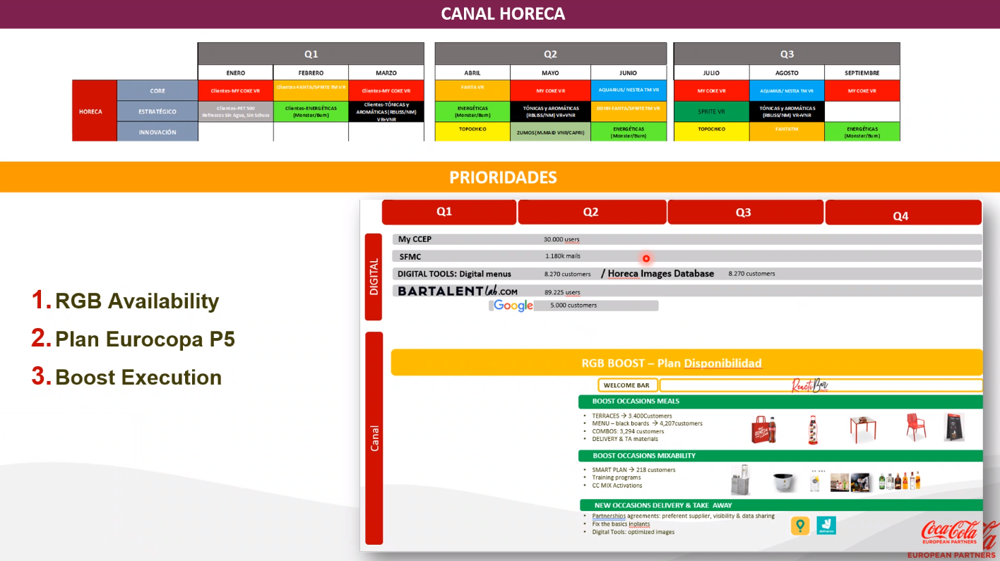 CANAL HORECA
Q1 Q2 Q3
ENERO FEBRERO MARZO ABRIL MAYO JUNIO JULIO AGOSTO SEPTIEMBRE
HORECA
CORE
Clientes-MY COKE VR
Clientes-FANTA/SPRITE TM VR
Clientes-MY COKE VR
FANTA VR
MY COKE VR
AQUARIUS/ NESTEA TM VR
MY COKE VR
AQUARIUS/ NESTEA TM VR
MY COKE VR
ESTRATÉGICO
Clientes-PET 500
Refrescos Sin Agua, Sin Schuss
Clientes-ENERGÉTICAS
(Monster/Burn)
Clientes-TÓNICAS y
AROMÁTICAS (RBLISS/NM)
VR+VNR
ENERGÉTICAS
(Monster/Burn)
TÓNICAS y AROMÁTICAS
(RBLISS/NM) VR+VNR
FANTA/SPRITE TM VR
SPRITE VR
TÓNICAS y AROMÁTICAS
(RBLISS/NM) VR+VNR
INNOVACIÓN
TOPOCHICO
ZUMOS (M.MAID VNR/CAPRI)
ENERGÉTICAS
(Monster/Burn)
TOPOCHICO
FANTATM
ENERGÉTICAS
(Monster/Burn)
PRIORIDADES
1. RGB Availability
2. Plan Eurocopa P5
3. Boost Execution
Q1 Q2 Q3 Q4
DIGITAL
My CCEP 30.000 users
SFMC 1.180k mails
DIGITAL TOOLS: Digital menus 8.270 customers / Horeca Images Database 8.270 customers
BARTALENT lab.COM 89.225 users
Google 5.000 customers
Canal
RGB BOOST – Plan Disponibilidad
WELCOME BAR ReactiBar
BOOST OCCASIONS MEALS
• TERRACES → 3.400Customers
• MENU – black boards → 4,207customers
• COMBOS: 3,294 customers
• DELIVERY & TA materials
BOOST OCCASIONS MIXABILITY
• SMART PLAN → 218 customers
• Training programs
• CC MIX Activations
NEW OCCASIONS DELIVERY & TAKE AWAY
• Partnerships agreements: preferent supplier, visibility & data sharing
• Fix the basics inplants
• Digital Tools: optimized images
deliveroo
Coca-Cola
EUROPEAN PARTNERS
EUROPEAN PARTNERS